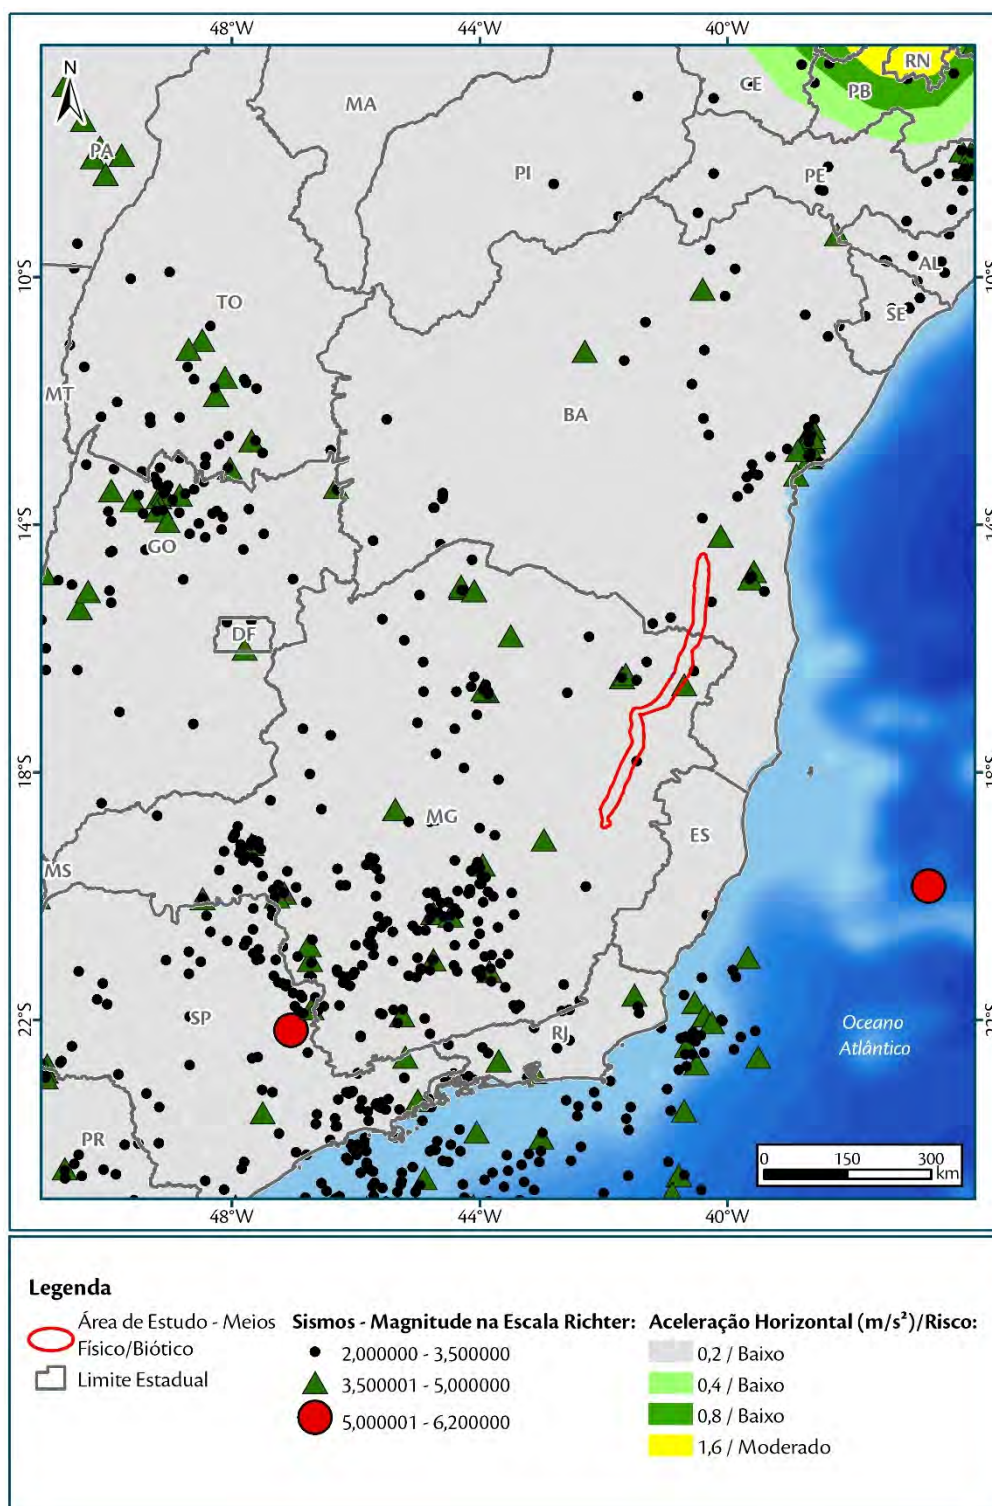 48°W 44°W 40°W
N
RN
CE
PB
MA
PA
PI
PE
10°S 10°S
AL
TO
SE
MT
BA
14°S 14°S
GO
DF
18°S 18°S
MG
ES
MS
22°S 22°S
SP
RJ
Oceano
Atlântico
PR
0 150 300
km
48°W 44°W 40°W
Legenda
Área de Estudo - Meios
Físico/Biótico
Limite Estadual
Sismos - Magnitude na Escala Richter:
2,000000 - 3,500000
3,500001 - 5,000000
5,000001 - 6,200000
Aceleração Horizontal (m/s²)/Risco:
0,2 / Baixo
0,4 / Baixo
0,8 / Baixo
1,6 / Moderado